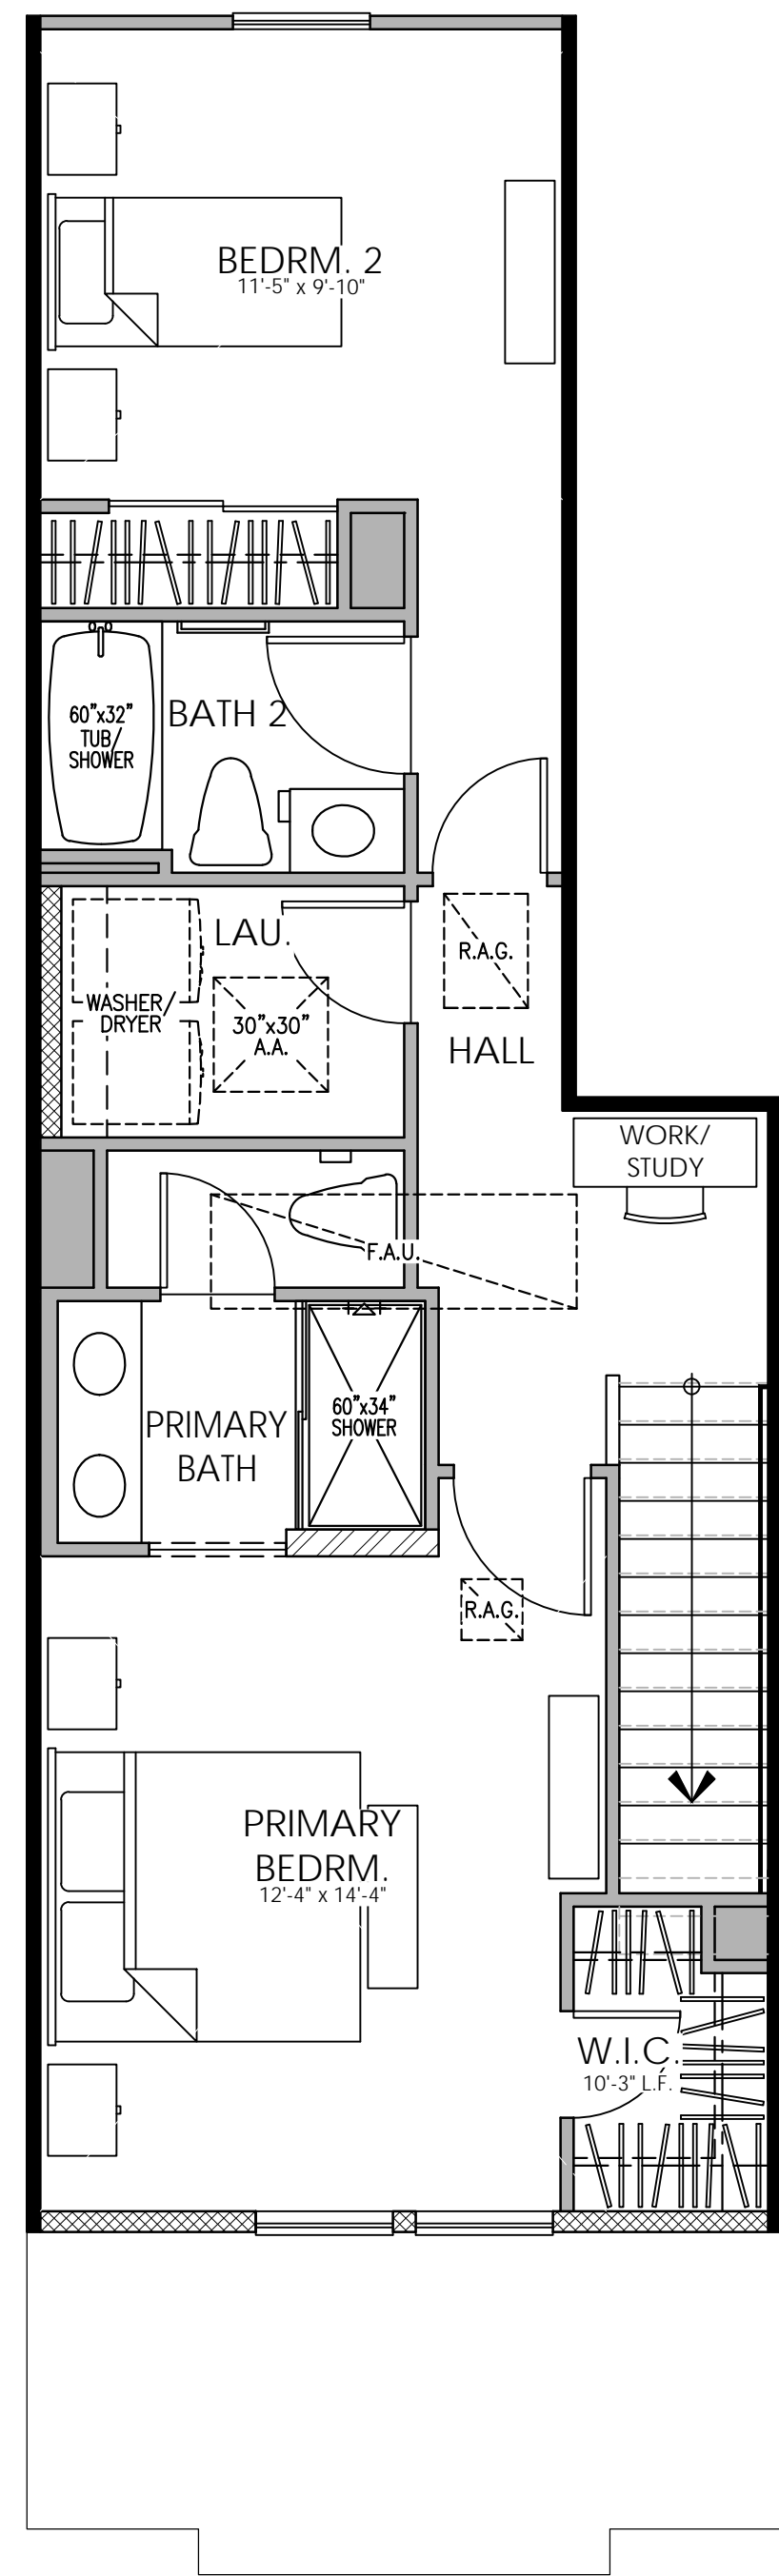 BEDRM. 2
11'-5" x 9'-10"
60"x32"
TUB/
SHOWER
BATH 2
LAU.
WASHER/
DRYER
30"x30"
A.A.
R.A.G.
HALL
WORK/
STUDY
F.A.U.
PRIMARY
BATH
60"x34"
SHOWER
R.A.G.
PRIMARY
BEDRM.
12'-4" x 14'-4"
W.I.C.
10'-3" L.F.